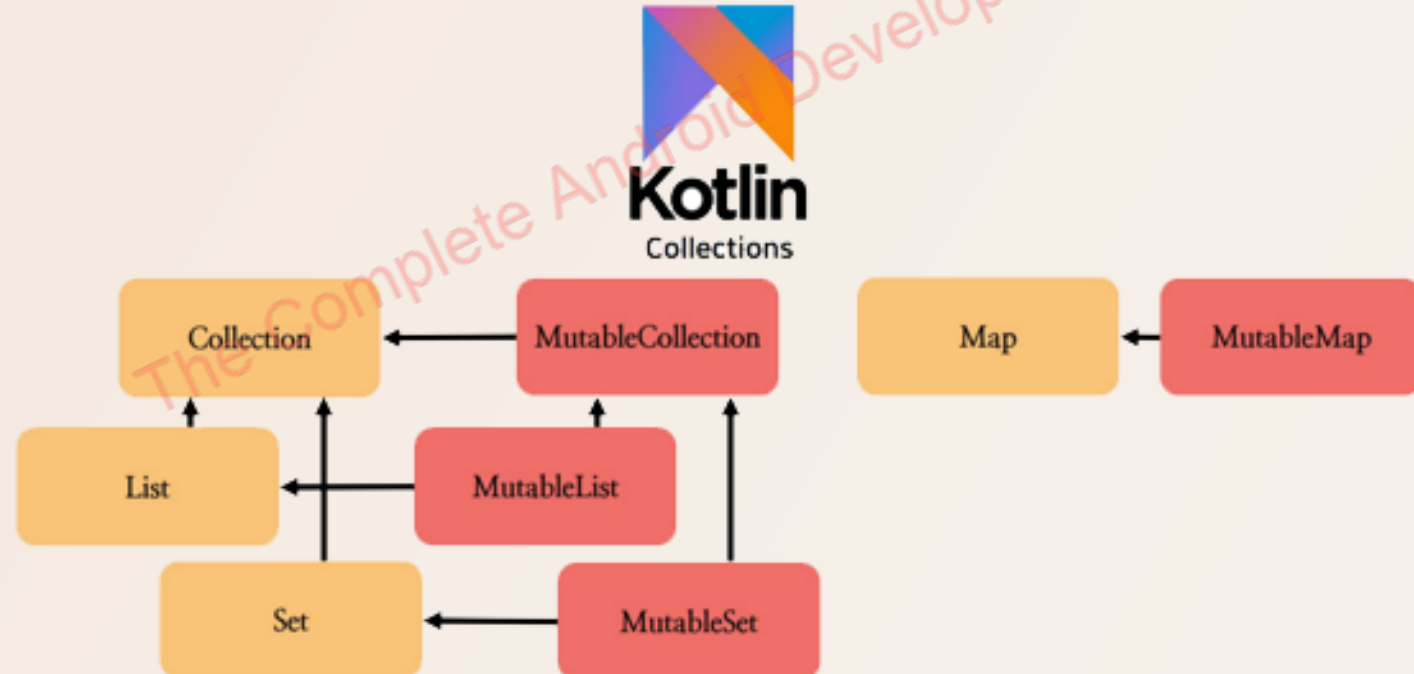 The Complete Android Develop
Kotlin
Collections
Collection
MutableCollection
Map
MutableMap
List
MutableList
Set
MutableSet